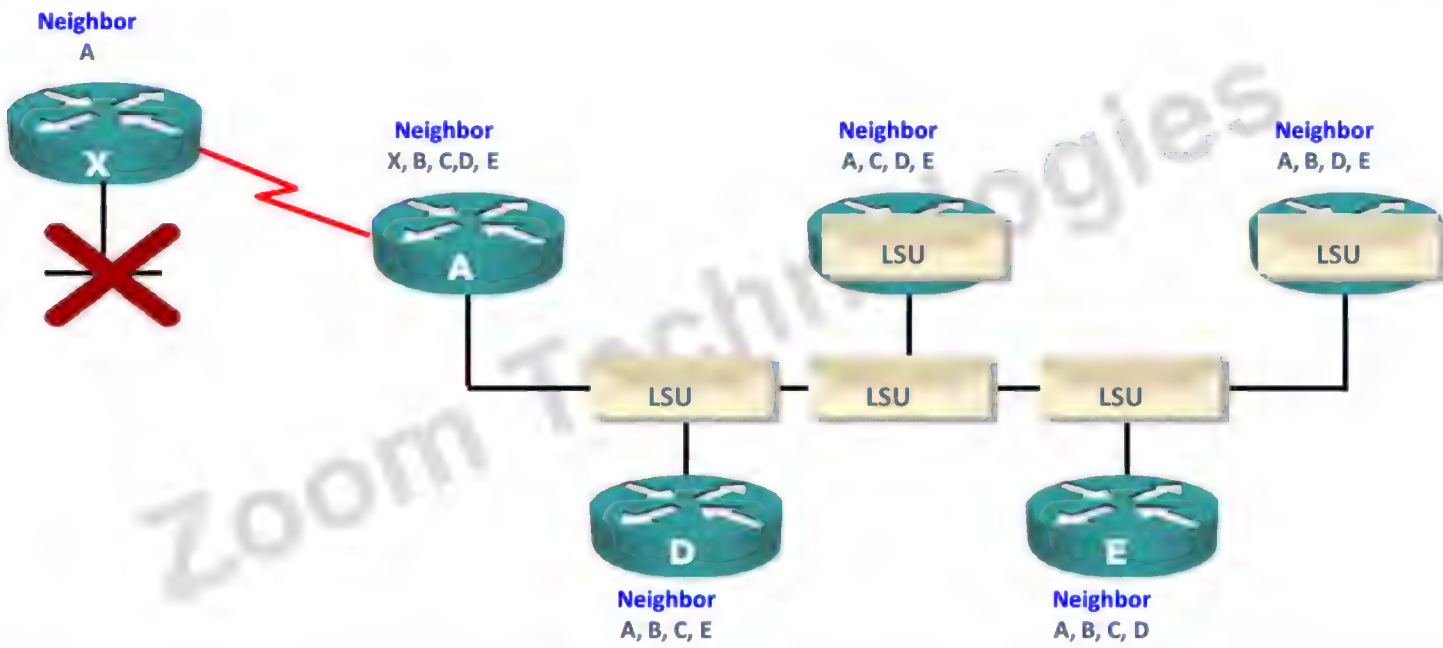 Neighbor
A
X
Neighbor
X, B, C,D, E
A
Neighbor
A, C, D, E
LSU
Neighbor
A, B, D, E
LSU
LSU
LSU
LSU
D
Neighbor
A, B, C, E
E
Neighbor
A, B, C, D
Zoom Technologies